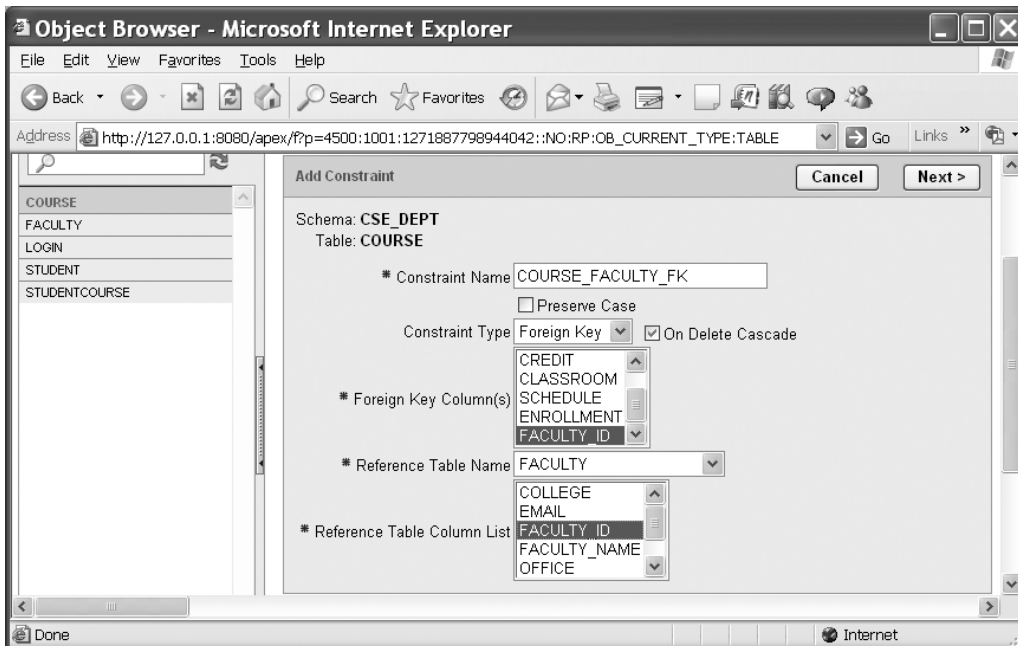 Object Browser - Microsoft Internet Explorer
File Edit View Favorites Tools Help
Back Search Favorites
Address http://127.0.0.1:8080/apex/f?p=4500:1001:1271887798944042::NO:RP:OB_CURRENT_TYPE:TABLE Go Links »
Add Constraint Cancel Next >
COURSE
FACULTY
LOGIN
STUDENT
STUDENTCOURSE
Schema: CSE_DEPT
Table: COURSE
* Constraint Name COURSE_FACULTY_FK
Preserve Case
Constraint Type Foreign Key On Delete Cascade
* Foreign Key Column(s) CREDIT
CLASSROOM
SCHEDULE
ENROLLMENT
FACULTY_ID
* Reference Table Name FACULTY
* Reference Table Column List COLLEGE
EMAIL
FACULTY_ID
FACULTY_NAME
OFFICE
Done Internet